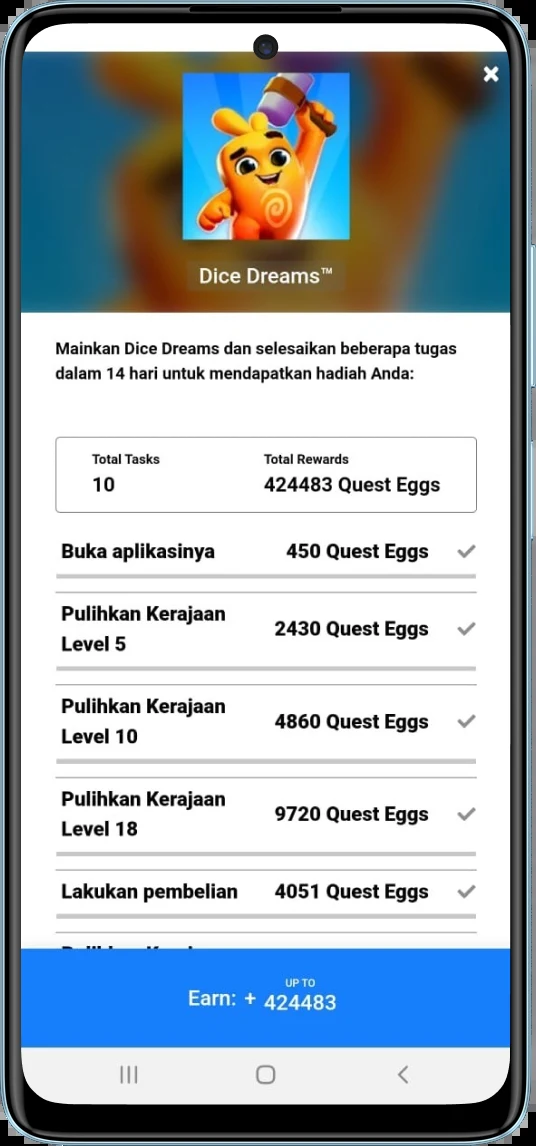 Dice Dreams™
Mainkan Dice Dreams dan selesaikan beberapa tugas
dalam 14 hari untuk mendapatkan hadiah Anda:
Total Tasks
Total Rewards
10
424483 Quest Eggs
Buka aplikasinya
450 Quest Eggs
Pulihkan Kerajaan
Level 5
2430 Quest Eggs
Pulihkan Kerajaan
Level 10
4860 Quest Eggs
Pulihkan Kerajaan
Level 18
9720 Quest Eggs
Lakukan pembelian
4051 Quest Eggs
UP TO
Earn: + 424483